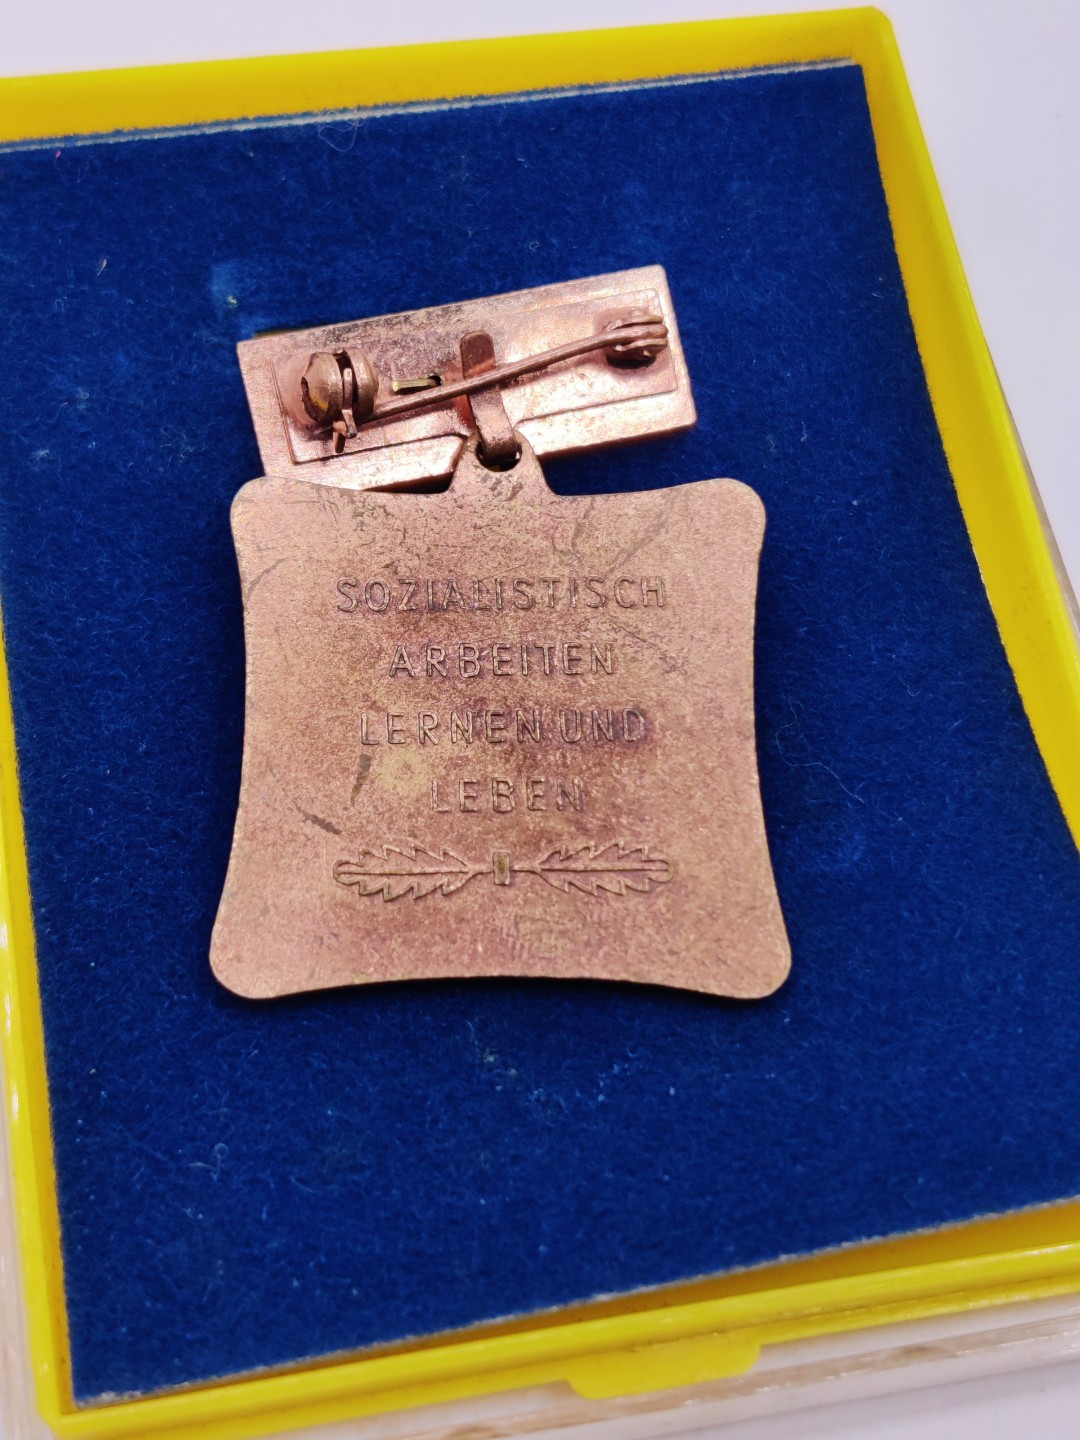 SOZIALISTISCH
ARBEITEN
LERNEN UND
LEBEN